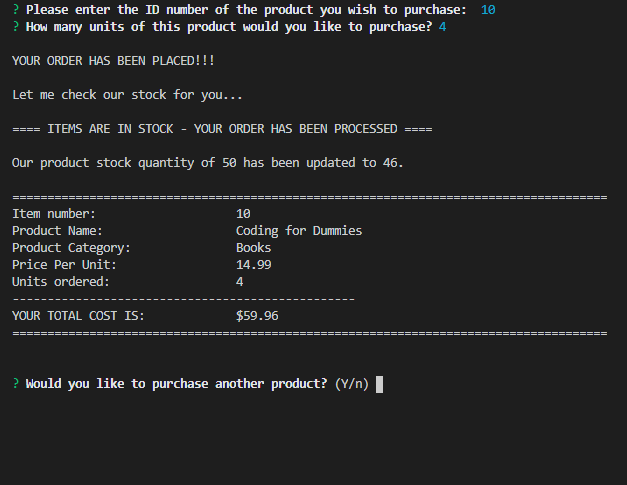 ? Please enter the ID number of the product you wish to purchase:  10
? How many units of this product would you like to purchase? 4
YOUR ORDER HAS BEEN PLACED!!!
Let me check our stock for you...
==== ITEMS ARE IN STOCK - YOUR ORDER HAS BEEN PROCESSED ====
Our product stock quantity of 50 has been updated to 46.
=====================================================================================
Item number:                    10
Product Name:                   Coding for Dummies
Product Category:               Books
Price Per Unit:                 14.99
Units ordered:                  4
-------------------------------------------------
YOUR TOTAL COST IS:             $59.96
=====================================================================================
? Would you like to purchase another product? (Y/n)